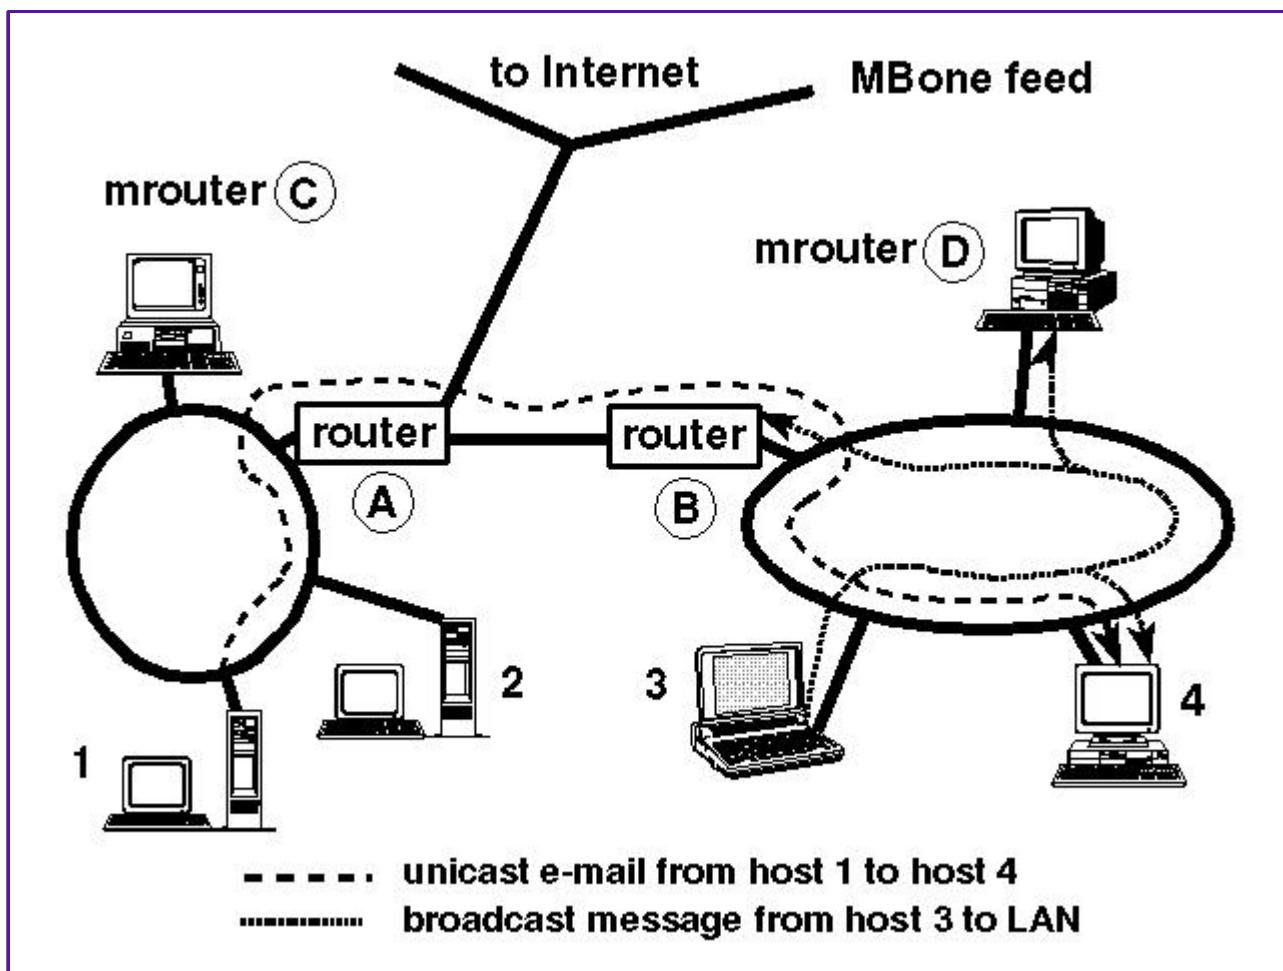 to Internet
MBone feed
mrouter C
mrouter D
router
router
A
B
2
3
4
1
unicast e-mail from host 1 to host 4
broadcast message from host 3 to LAN